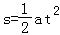 s=1/2 a t²